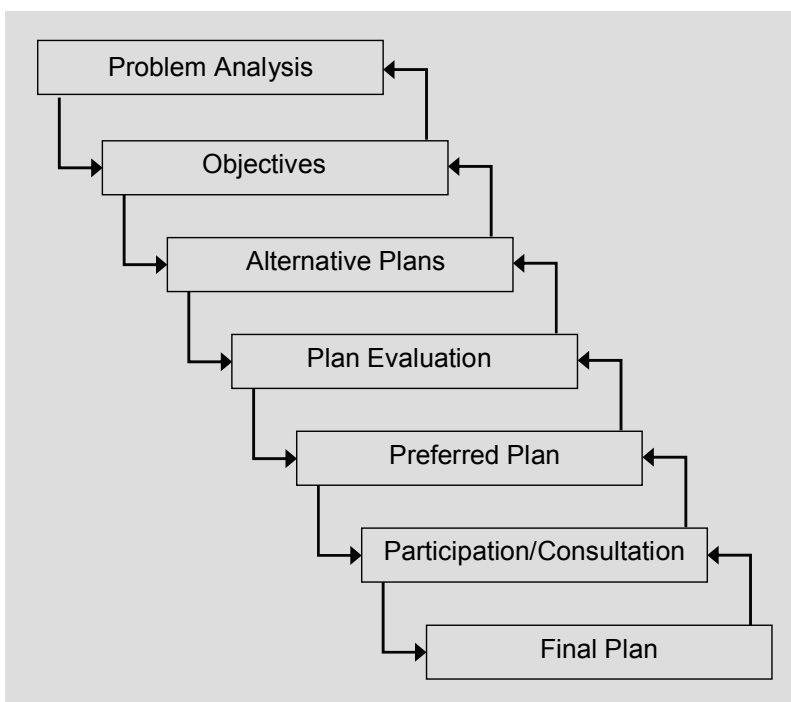 Problem Analysis
Objectives
Alternative Plans
Plan Evaluation
Preferred Plan
Participation/Consultation
Final Plan